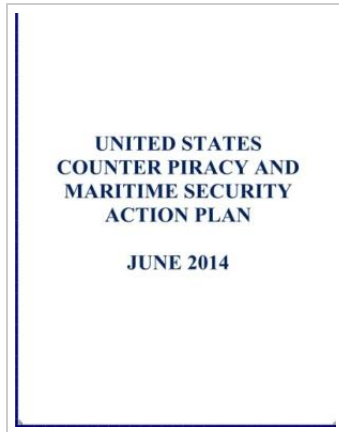 UNITED STATES
COUNTER PIRACY AND
MARITIME SECURITY
ACTION PLAN
JUNE 2014